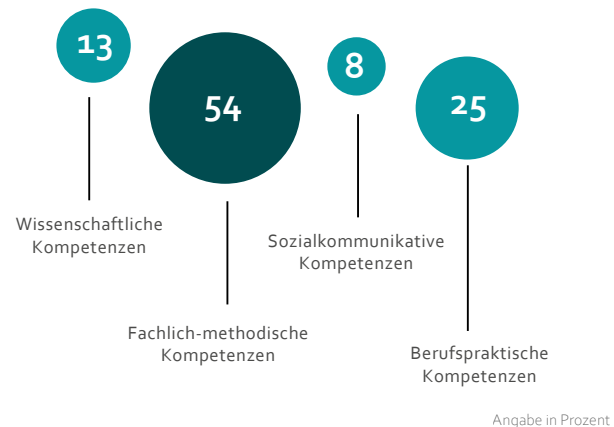 13
54
8
25
Wissenschaftliche
Kompetenzen
Sozialkommunikative
Kompetenzen
Fachlich-methodische
Kompetenzen
Berufspraktische
Kompetenzen
Angabe in Prozent